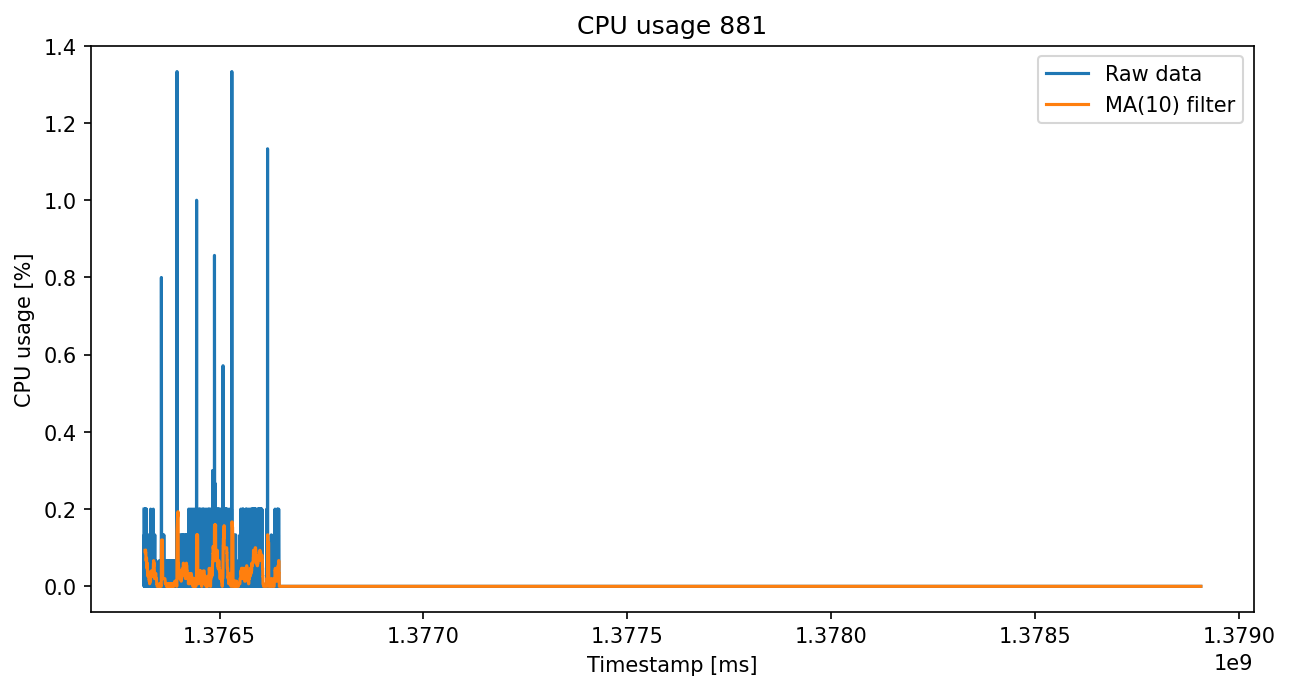 CPU usage 881
Raw data
MA(10) filter
CPU usage [%]
1.4
1.2
1.0
0.8
0.6
0.4
0.2
0.0
1.3765 1.3770 1.3775 1.3780 1.3785 1.3790
Timestamp [ms]
1e9